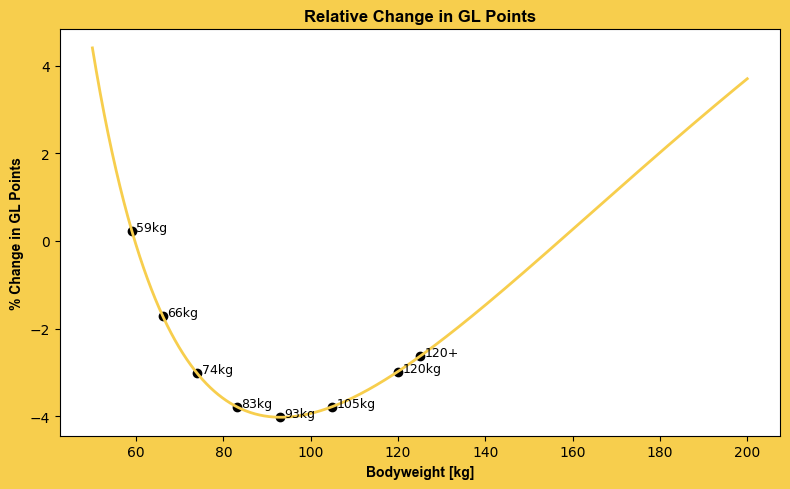 Relative Change in GL Points
% Change in GL Points
4
2
0
−2
−4
59kg
66kg
74kg
83kg
93kg
105kg
120kg
120+
60
80
100
120
140
160
180
200
Bodyweight [kg]